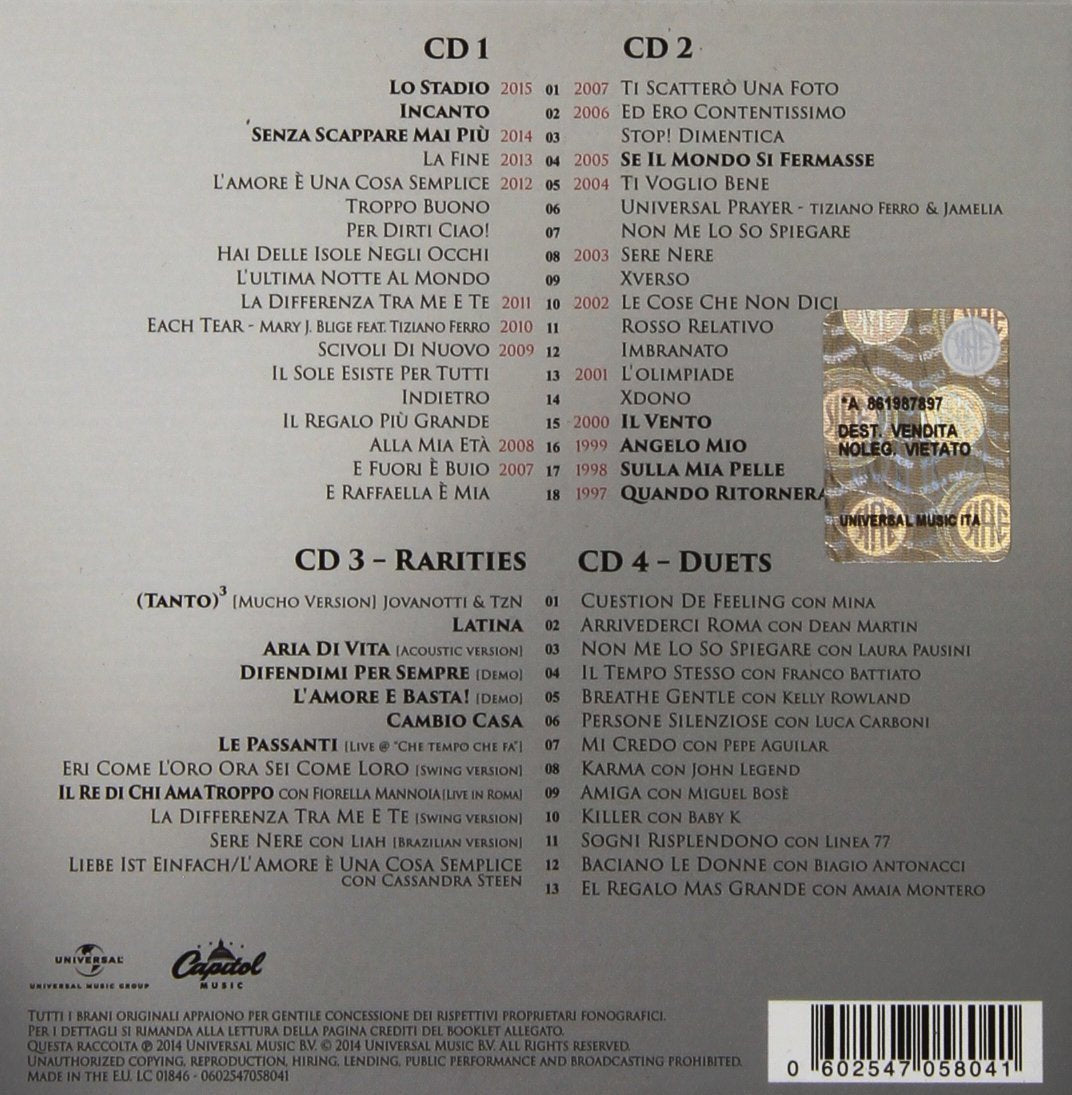 CD 1
LO STADIO 2015 01
INCANTO 02
'SENZA SCAPPARE MAI PIÙ 2014 03
LA FINE 2013 04
L'AMORE È UNA COSA SEMPLICE 2012 05
TROPPO BUONO 06
PER DIRTI CIAO! 07
HAI DELLE ISOLE NEGLI OCCHI 08
L'ULTIMA NOTTE AL MONDO 09
LA DIFFERENZA TRA ME E TE 2011 10
EACH TEAR - MARY J. BLIGE FEAT. TIZIANO FERRO 2010 11
SCIVOLI DI NUOVO 2009 12
IL SOLE ESISTE PER TUTTI 13
INDIETRO 14
IL REGALO PIÙ GRANDE 15
ALLA MIA ETÀ 2008 16
E FUORI È BUIO 2007 17
E RAFFAELLA È MIA 18
CD 2
2007 TI SCATTERÒ UNA FOTO
2006 ED ERO CONTENTISSIMO
STOP! DIMENTICA
2005 SE IL MONDO SI FERMASSE
2004 TI VOGLIO BENE
UNIVERSAL PRAYER - TIZIANO FERRO & JAMELIA
NON ME LO SO SPIEGARE
2003 SERE NERE
XVERSO
2002 LE COSE CHE NON DICI
ROSSO RELATIVO
IMBRANATO
2001 L'OLIMPIADE
XDONO
2000 IL VENTO
1999 ANGELO MIO
1998 SULLA MIA PELLE
1997 QUANDO RITORNERA
*A 861987897
DEST. VENDITA
NOLEG. VIETATO
UNIVERSAL MUSIC ITA
CD 3 – RARITIES
(TANTO)³ [MUCHO VERSION] JOVANOTTI & TZN 01
LATINA 02
ARIA DI VITA [ACOUSTIC VERSION] 03
DIFENDIMI PER SEMPRE [DEMO] 04
L'AMORE E BASTA! [DEMO] 05
CAMBIO CASA 06
LE PASSANTI [LIVE @ "CHE TEMPO CHE FA"] 07
ERI COME L'ORO ORA SEI COME LORO [SWING VERSION] 08
IL RE DI CHI AMA TROPPO CON FIORELLA MANNOIA [LIVE IN ROMA] 09
LA DIFFERENZA TRA ME E TE [SWING VERSION] 10
SERE NERE CON LIAH [BRAZILIAN VERSION] 11
LIEBE IST EINFACH/L'AMORE È UNA COSA SEMPLICE 12
CON CASSANDRA STEEN
13
CD 4 – DUETS
CUESTION DE FEELING CON MINA
ARRIVEDERCI ROMA CON DEAN MARTIN
NON ME LO SO SPIEGARE CON LAURA PAUSINI
IL TEMPO STESSO CON FRANCO BATTIATO
BREATHE GENTLE CON KELLY ROWLAND
PERSONE SILENZIOSE CON LUCA CARBONI
MI CREDO CON PEPE AGUILAR
KARMA CON JOHN LEGEND
AMIGA CON MIGUEL BOSÈ
KILLER CON BABY K
SOGNI RISPLENDONO CON LINEA 77
BACIANO LE DONNE CON BIAGIO ANTONACCI
EL REGALO MAS GRANDE CON AMAIA MONTERO
UNIVERSAL
UNIVERSAL MUSIC GROUP
Capitol
MUSIC
TUTTI I BRANI ORIGINALI APPAIONO PER GENTILE CONCESSIONE DEI RISPETTIVI PROPRIETARI FONOGRAFICI.
PER I DETTAGLI SI RIMANDA ALLA LETTURA DELLA PAGINA CREDITI DEL BOOKLET ALLEGATO.
QUESTA RACCOLTA ℗ 2014 UNIVERSAL MUSIC B.V. © 2014 UNIVERSAL MUSIC B.V. ALL RIGHTS RESERVED.
UNAUTHORIZED COPYING, REPRODUCTION, HIRING, LENDING, PUBLIC PERFORMANCE AND BROADCASTING PROHIBITED.
MADE IN THE E.U. LC 01846 - 0602547058041
0 602547 058041